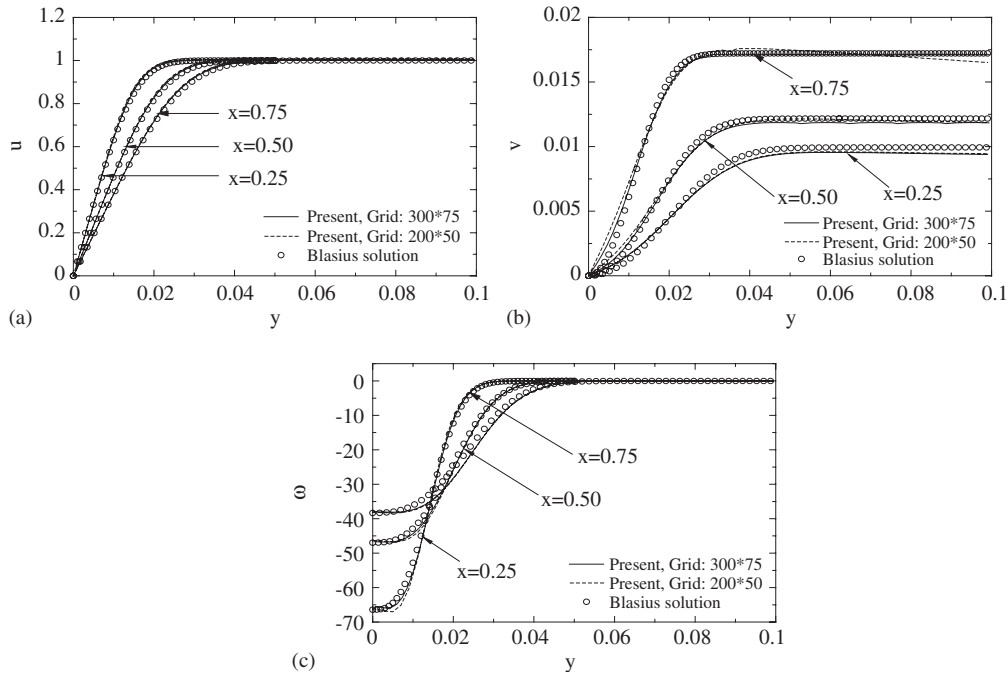 1.2
1
0.8
0.6
0.4
0.2
0
u
x=0.75
x=0.50
x=0.25
Present, Grid: 300*75
Present, Grid: 200*50
Blasius solution
0
0.02
0.04
0.06
0.08
0.1
y
(a)
0.02
0.015
0.01
0.005
0
v
x=0.75
x=0.50
x=0.25
Present, Grid: 300*75
Present, Grid: 200*50
Blasius solution
0
0.02
0.04
0.06
0.08
0.1
y
(b)
0
-10
-20
-30
-40
-50
-60
-70
ω
x=0.75
x=0.50
x=0.25
Present, Grid: 300*75
Present, Grid: 200*50
Blasius solution
0
0.02
0.04
0.06
0.08
0.1
y
(c)